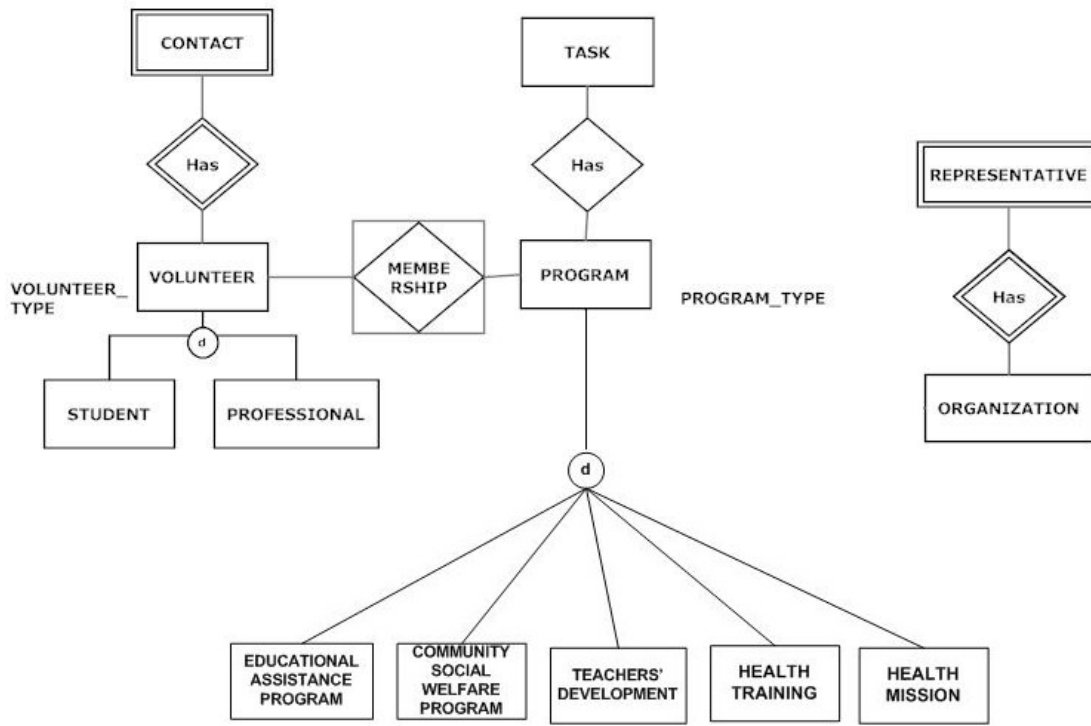 CONTACT
TASK
Has
Has
REPRESENTATIVE
VOLUNTEER
MEMBE
RSHIP
PROGRAM
VOLUNTEER_
TYPE
PROGRAM_TYPE
Has
d
STUDENT
PROFESSIONAL
ORGANIZATION
d
EDUCATIONAL
ASSISTANCE
PROGRAM
COMMUNITY
SOCIAL
WELFARE
PROGRAM
TEACHERS'
DEVELOPMENT
HEALTH
TRAINING
HEALTH
MISSION